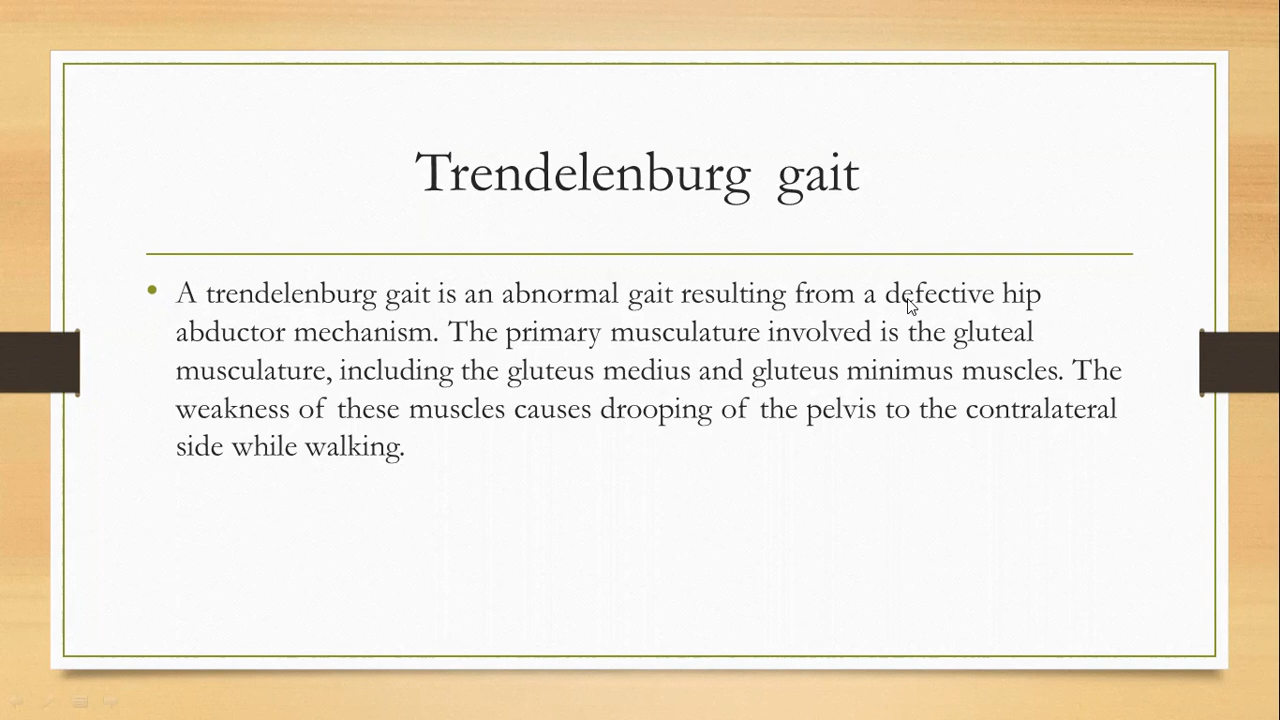 Trendelenburg gait
• A trendelenburg gait is an abnormal gait resulting from a defective hip
abductor mechanism. The primary musculature involved is the gluteal
musculature, including the gluteus medius and gluteus minimus muscles. The
weakness of these muscles causes drooping of the pelvis to the contralateral
side while walking.